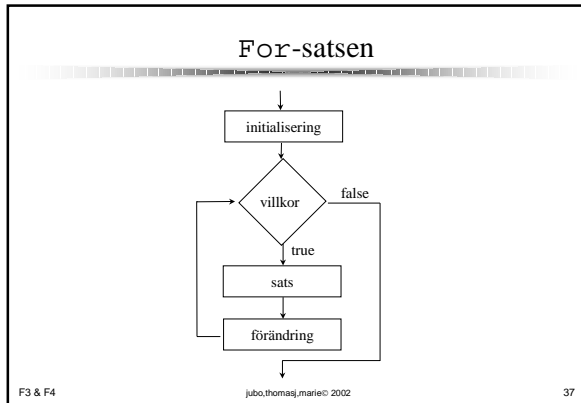 For-satsen
initialisering
villkor
false
true
sats
förändring
F3 & F4
jubo,thomasj,marie© 2002
37